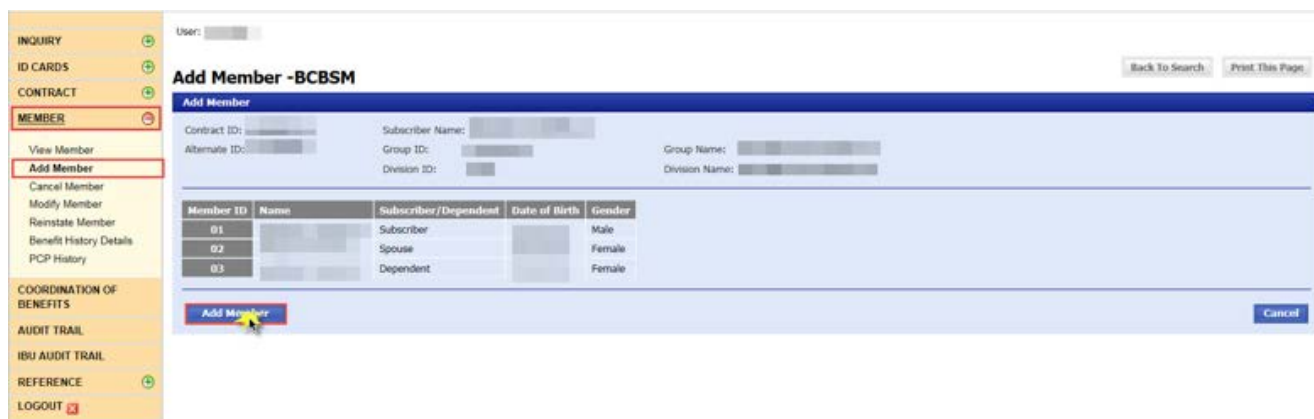 User:
INQUIRY
ID CARDS
CONTRACT
MEMBER
View Member
Add Member
Cancel Member
Modify Member
Reinstate Member
Benefit History Details
PCP History
COORDINATION OF
BENEFITS
AUDIT TRAIL
IBU AUDIT TRAIL
REFERENCE
LOGOUT
Back To Search Print This Page
Add Member -BCBSM
Add Member
Contract ID: Subscriber Name:
Alternate ID: Group ID: Group Name:
Division ID: Division Name:
Member ID Name Subscriber/Dependent Date of Birth Gender
01 Subscriber Male
02 Spouse Female
03 Dependent Female
Add Member Cancel